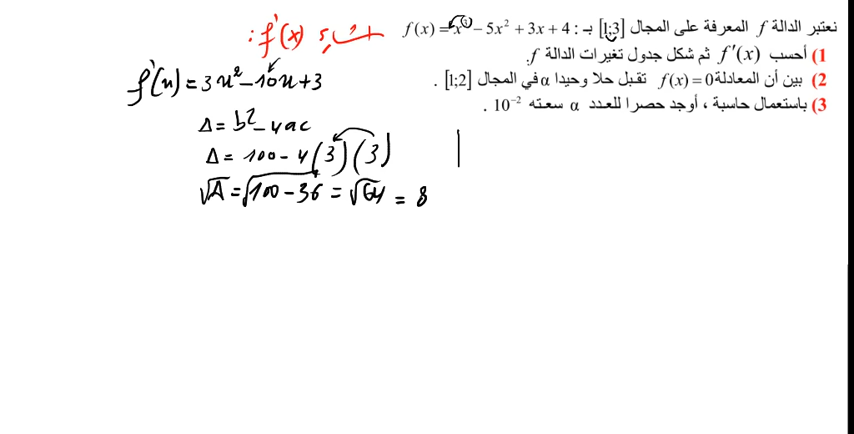 نعتبر الدالة f المعرفة على المجال [1;3] بـ : f(x) = x³ − 5x² + 3x + 4
1) أحسب f′(x) ثم شكل جدول تغيرات الدالة f.
2) بين أن المعادلة f(x) = 0 تقبل حلا وحيدا α في المجال [1;2] .
3) باستعمال حاسبة ، أوجد حصرا للعدد α سعته 10⁻² .
f'(x) :
f'(x) = 3x² − 10x + 3
Δ = b² − 4ac
Δ = 100 − 4(3)(3)
√Δ = √100 − 36 = √64 = 8